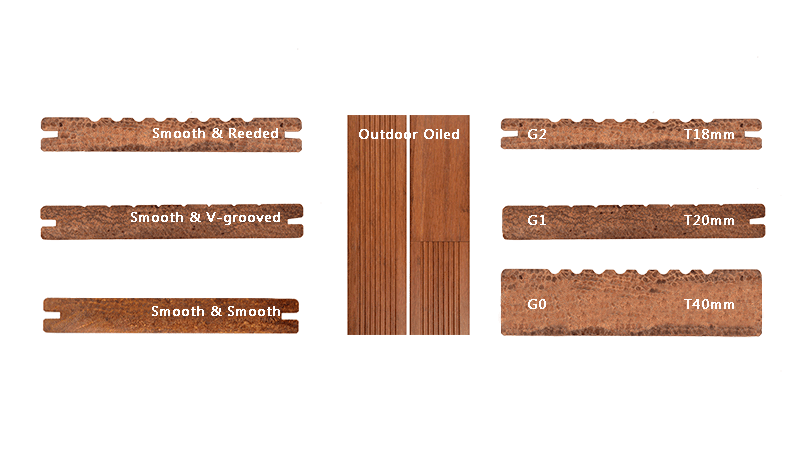 Smooth & Reeded
Smooth & V-grooved
Smooth & Smooth
Outdoor Oiled
G2 T18mm
G1 T20mm
G0 T40mm